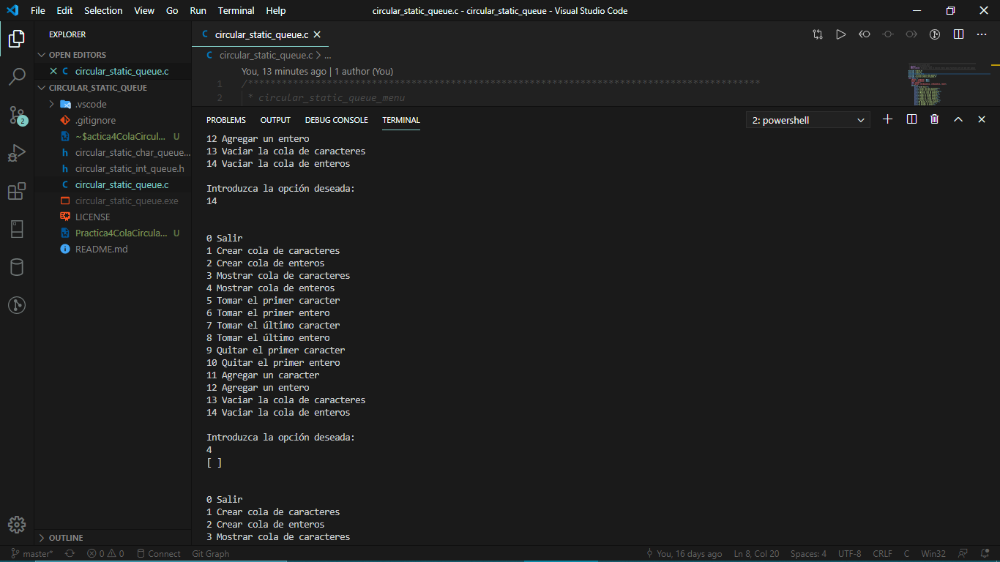 File Edit Selection View Go Run Terminal Help circular_static_queue.c - circular_static_queue - Visual Studio Code
EXPLORER
OPEN EDITORS
circular_static_queue.c
CIRCULAR_STATIC_QUEUE
.vscode
.gitignore
~$actica4ColaCircul... U
circular_static_char_queue...
circular_static_int_queue.h
circular_static_queue.c
circular_static_queue.exe
LICENSE
Practica4ColaCircula... U
README.md
OUTLINE
2
circular_static_queue.c
circular_static_queue.c > ...
You, 13 minutes ago | 1 author (You)
1
2 * circular_static_queue_menu
PROBLEMS OUTPUT DEBUG CONSOLE TERMINAL 2: powershell
12 Agregar un entero
13 Vaciar la cola de caracteres
14 Vaciar la cola de enteros
Introduzca la opción deseada:
14
0 Salir
1 Crear cola de caracteres
2 Crear cola de enteros
3 Mostrar cola de caracteres
4 Mostrar cola de enteros
5 Tomar el primer caracter
6 Tomar el primer entero
7 Tomar el último caracter
8 Tomar el último entero
9 Quitar el primer caracter
10 Quitar el primer entero
11 Agregar un caracter
12 Agregar un entero
13 Vaciar la cola de caracteres
14 Vaciar la cola de enteros
Introduzca la opción deseada:
4
[ ]
0 Salir
1 Crear cola de caracteres
2 Crear cola de enteros
3 Mostrar cola de caracteres
master* 0 0 Connect Git Graph You, 16 days ago Ln 8, Col 20 Spaces: 4 UTF-8 CRLF C Win32